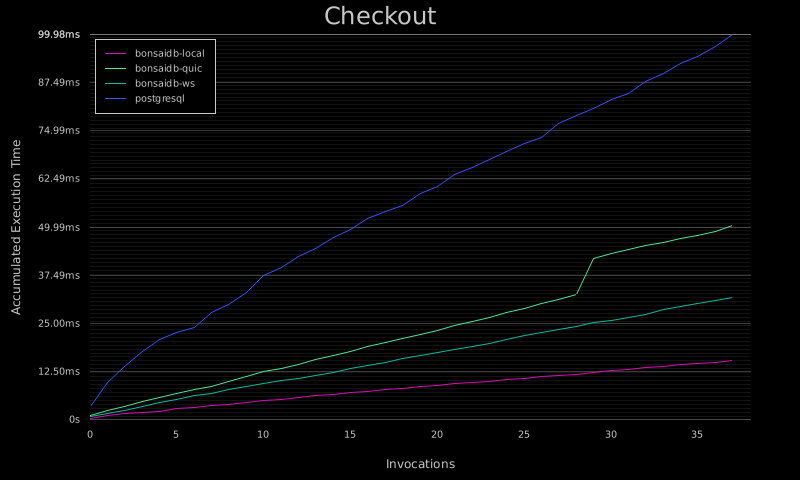 Checkout
99.98ms
87.49ms
74.99ms
62.49ms
49.99ms
37.49ms
25.00ms
12.50ms
0s
Accumulated Execution Time
bonsaidb-local
bonsaidb-quic
bonsaidb-ws
postgresql
0 5 10 15 20 25 30 35
Invocations